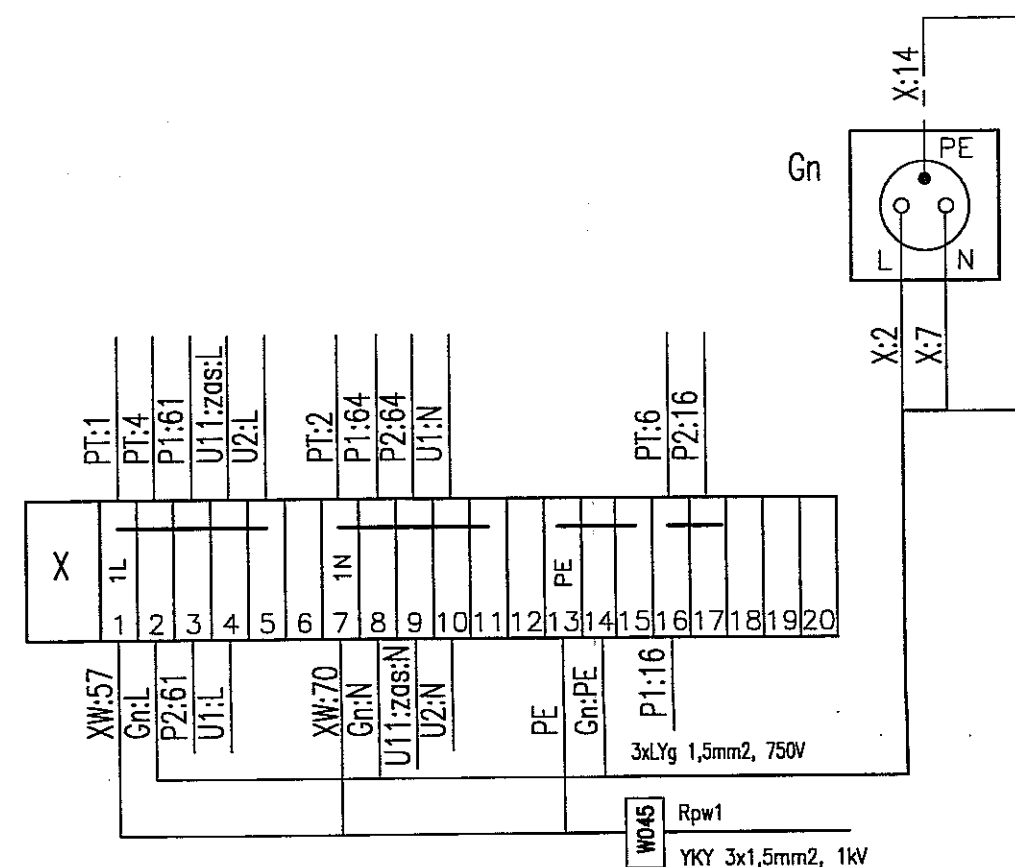 X:14
Gn
PE
L
N
X:2
X:7
PT:1
PT:4
P1:61
U11:zas:L
U2:L
PT:2
P1:64
P2:64
U1:N
PT:6
P2:16
X
1L
1N
PE
1 2 3 4 5 6 7 8 9 10 11 12 13 14 15 16 17 18 19 20
XW:57
Gn:L
P2:61
U1:L
XW:70
Gn:N
U11:zas:N
U2:N
PE
Gn:PE
P1:16
3xLYg 1,5mm2, 750V
W045
Rpw1
YKY 3x1,5mm2, 1kV